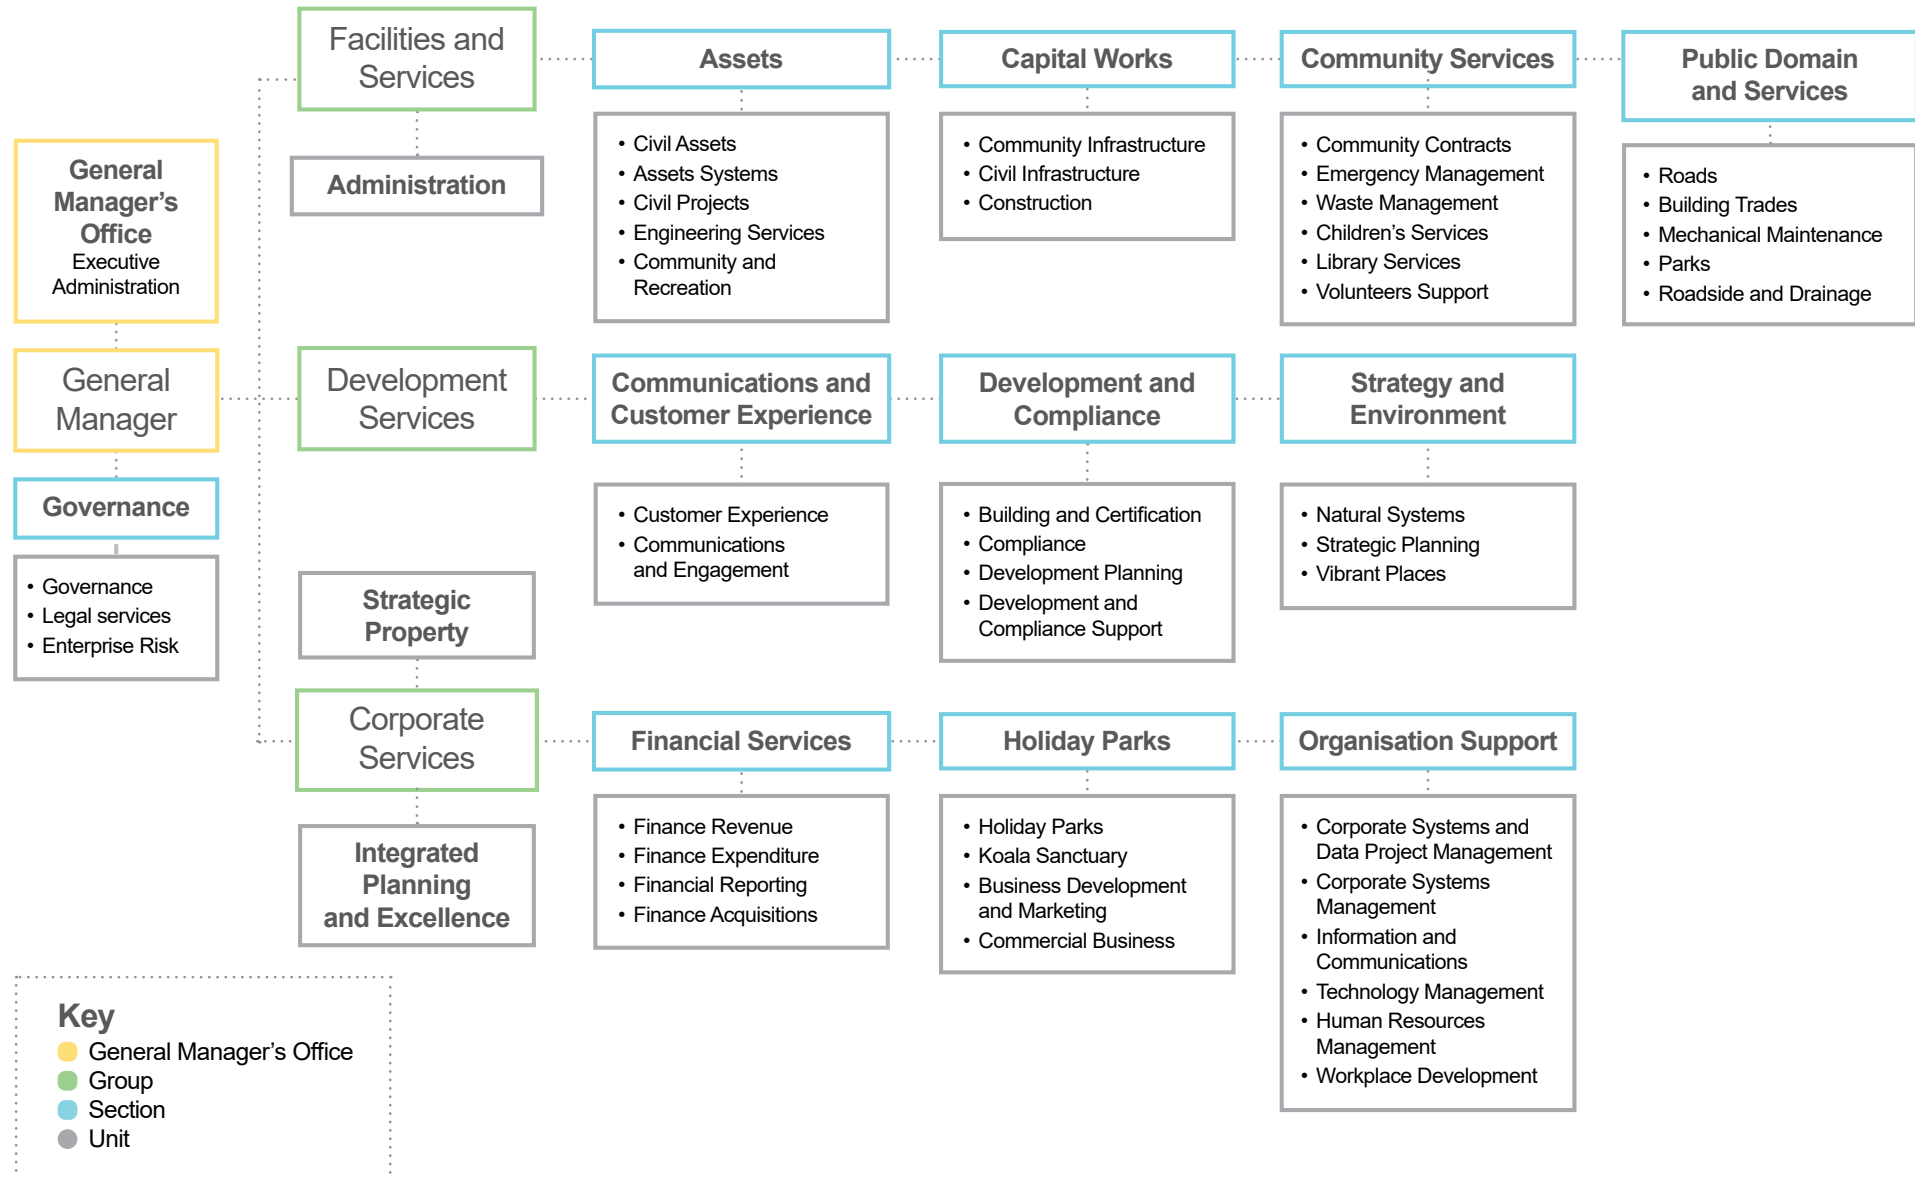 General
Manager’s
Office
Executive
Administration
General
Manager
Governance
• Governance
• Legal services
• Enterprise Risk
Facilities and
Services
Administration
Assets
• Civil Assets
• Assets Systems
• Civil Projects
• Engineering Services
• Community and
Recreation
Capital Works
• Community Infrastructure
• Civil Infrastructure
• Construction
Community Services
• Community Contracts
• Emergency Management
• Waste Management
• Children’s Services
• Library Services
• Volunteers Support
Public Domain
and Services
• Roads
• Building Trades
• Mechanical Maintenance
• Parks
• Roadside and Drainage
Development
Services
Communications and
Customer Experience
• Customer Experience
• Communications
and Engagement
Development and
Compliance
• Building and Certification
• Compliance
• Development Planning
• Development and
Compliance Support
Strategy and
Environment
• Natural Systems
• Strategic Planning
• Vibrant Places
Strategic
Property
Corporate
Services
Integrated
Planning
and Excellence
Financial Services
• Finance Revenue
• Finance Expenditure
• Financial Reporting
• Finance Acquisitions
Holiday Parks
• Holiday Parks
• Koala Sanctuary
• Business Development
and Marketing
• Commercial Business
Organisation Support
• Corporate Systems and
Data Project Management
• Corporate Systems
Management
• Information and
Communications
• Technology Management
• Human Resources
Management
• Workplace Development
Key
General Manager’s Office
Group
Section
Unit